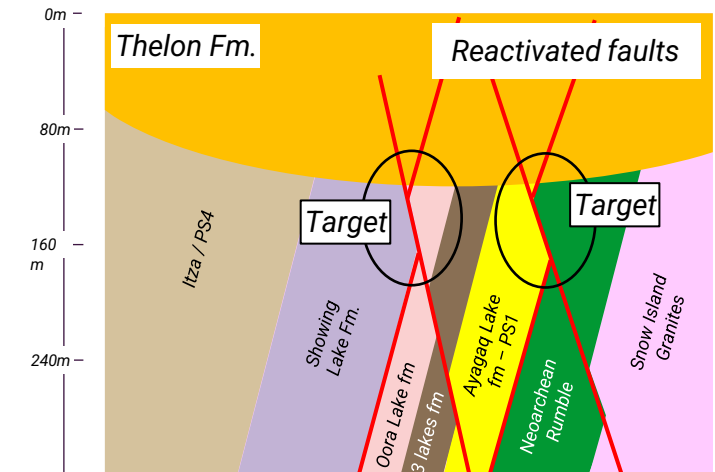 0m
Thelon Fm.
Reactivated faults
80m
Target
Target
160
m
Itza / PS4
Showing
Lake Fm.
Snow Island
Granites
240m
Ayagaq Lake
fm – PS1
Oora Lake fm
3 lakes fm
Neoarchean
Rumble